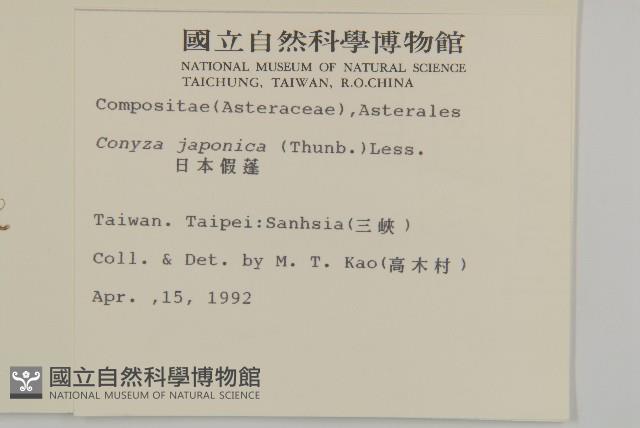 國立自然科學博物館
NATIONAL MUSEUM OF NATURAL SCIENCE
TAICHUNG, TAIWAN, R.O.CHINA
Compositae(Asteraceae),Asterales
Conyza japonica (Thunb.)Less.
日本假蓬
Taiwan. Taipei:Sanhsia(三峽)
Coll. & Det. by M. T. Kao(高木村)
Apr. ,15, 1992
國立自然科學博物館
NATIONAL MUSEUM OF NATURAL SCIENCE